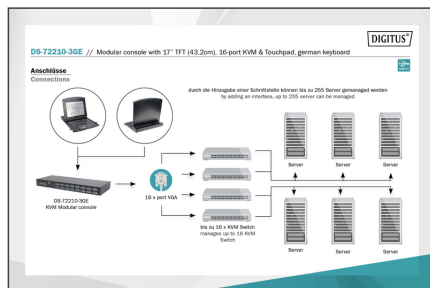 DIGITUS®
DS-72210-3GE // Modular console with 17" TFT (43,2cm), 16-port KVM & Touchpad, german keyboard
Anschlüsse
Connections
durch die Hinzugabe einer Schnittstelle können bis zu 255 Server gemanaged werden
by adding an interface, up to 255 server can be managed
Server
Server
Server
DS-72210-3GE
KVM Modular console
16 x port VGA
bis zu 16 x KVM Switch
manages up to 16 KVM
Switch
Server
Server
Server